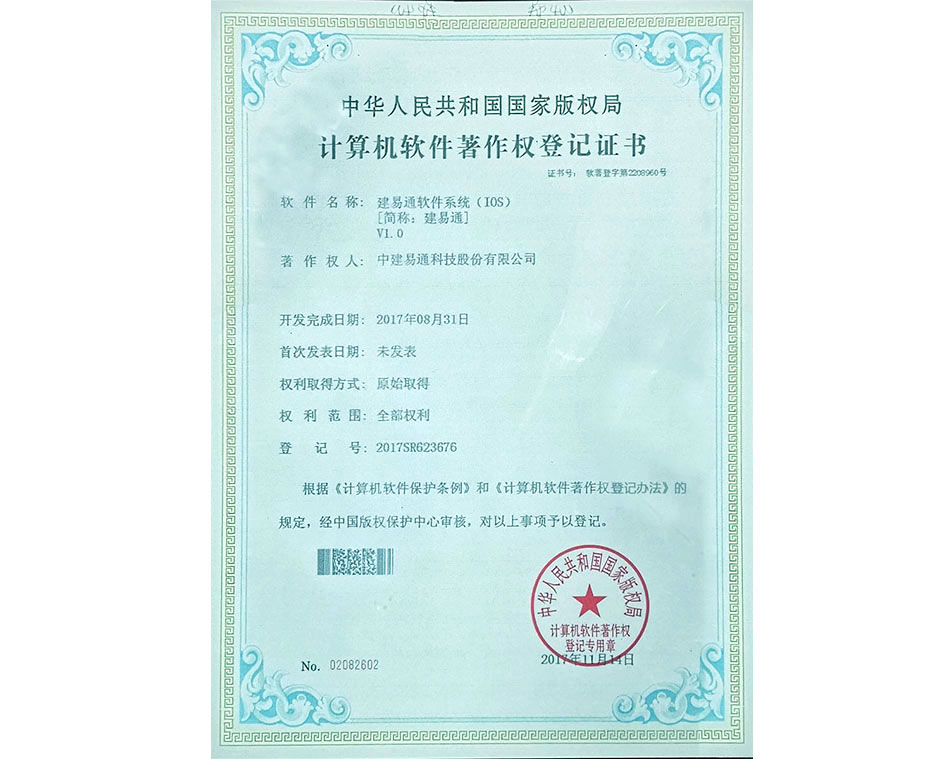 中华人民共和国国家版权局
计算机软件著作权登记证书
证书号： 软著登字第2208960号
软件名称： 建易通软件系统（IOS）
[简称：建易通]
V1.0
著作权人： 中建易通科技股份有限公司
开发完成日期： 2017年08月31日
首次发表日期： 未发表
权利取得方式： 原始取得
权利范围： 全部权利
登记号： 2017SR623676
根据《计算机软件保护条例》和《计算机软件著作权登记办法》的
规定，经中国版权保护中心审核，对以上事项予以登记。
中华人民共和国国家版权局
计算机软件著作权
登记专用章
2017年11月14日
No. 02082602